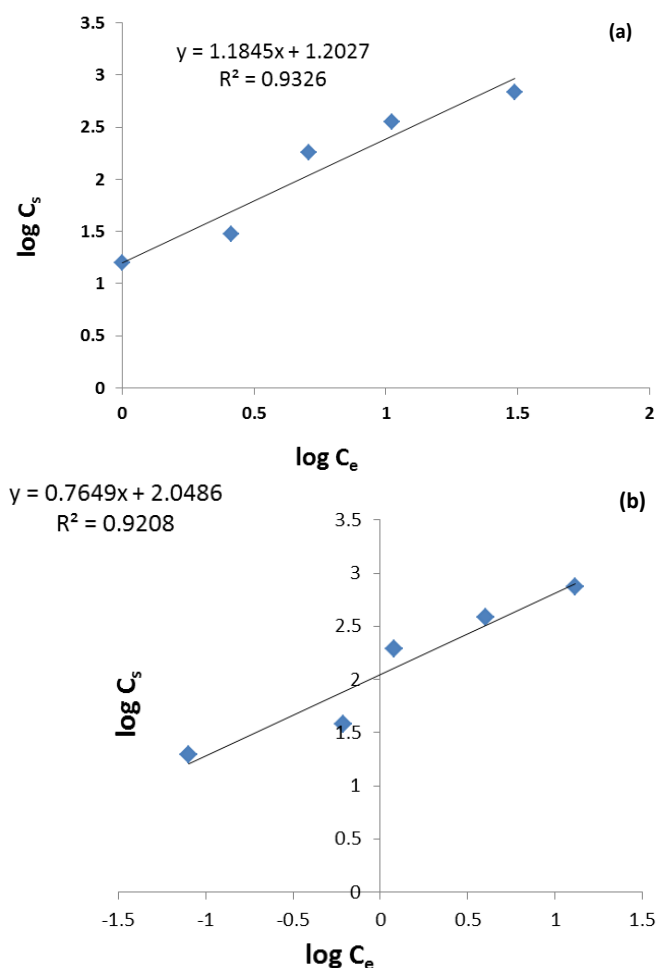 (a)
y = 1.1845x + 1.2027
R² = 0.9326
3.5
3
2.5
2
1.5
1
0.5
0
log Cₛ
0 0.5 1 1.5 2
log Cₑ
y = 0.7649x + 2.0486
R² = 0.9208
(b)
3.5
3
2.5
2
1.5
1
0.5
0
log Cₛ
-1.5 -1 -0.5 0 0.5 1 1.5
log Cₑ